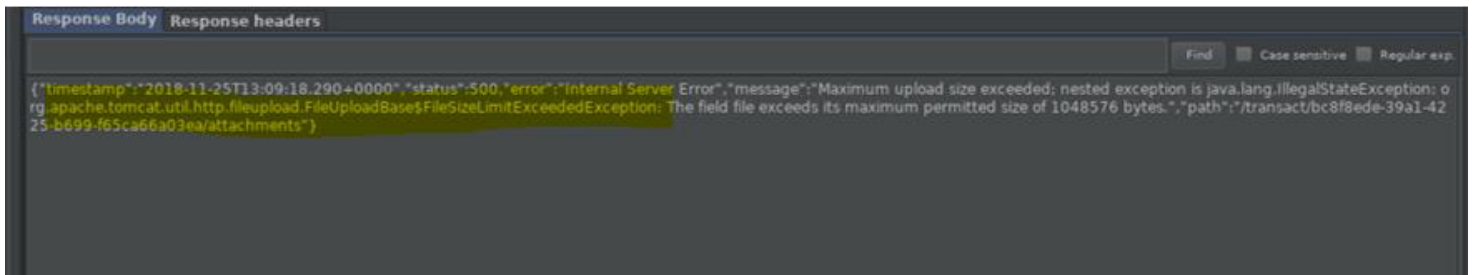 Response Body Response headers
Find Case sensitive Regular exp.
{"timestamp":"2018-11-25T13:09:18.290+0000","status":500,"error":"Internal Server Error","message":"Maximum upload size exceeded; nested exception is java.lang.IllegalStateException: o
rg.apache.tomcat.util.http.fileupload.FileUploadBase$FileSizeLimitExceededException: The field file exceeds its maximum permitted size of 1048576 bytes.","path":"/transact/bc8f8ede-39a1-42
25-b699-f65ca66a03ea/attachments"}